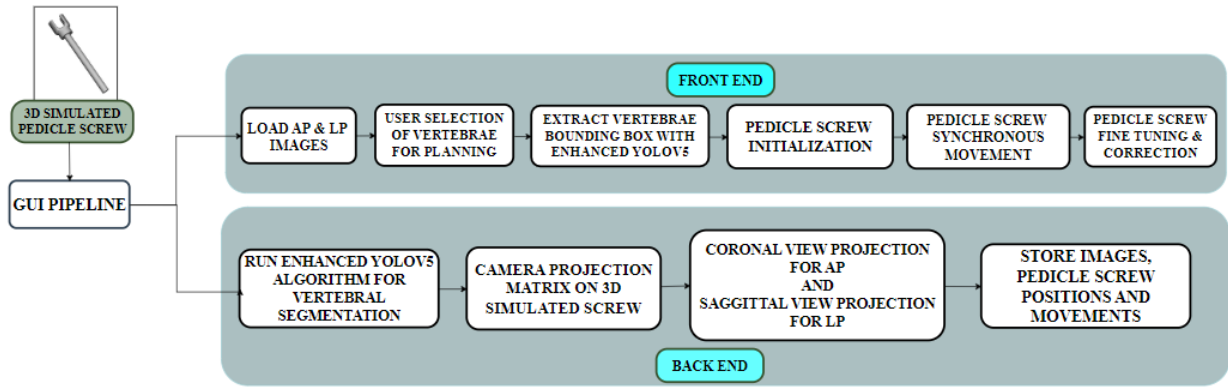 3D SIMULATED
PEDICLE SCREW
GUI PIPELINE
FRONT END
LOAD AP & LP
IMAGES
USER SELECTION
OF VERTEBRAE
FOR PLANNING
EXTRACT VERTEBRAE
BOUNDING BOX WITH
ENHANCED YOLOV5
PEDICLE SCREW
INITIALIZATION
PEDICLE SCREW
SYNCHRONOUS
MOVEMENT
PEDICLE SCREW
FINE TUNING &
CORRECTION
RUN ENHANCED YOLOV5
ALGORITHM FOR
VERTEBRAL
SEGMENTATION
CAMERA PROJECTION
MATRIX ON 3D
SIMULATED SCREW
CORONAL VIEW PROJECTION
FOR AP
AND
SAGGITTAL VIEW PROJECTION
FOR LP
STORE IMAGES,
PEDICLE SCREW
POSITIONS AND
MOVEMENTS
BACK END